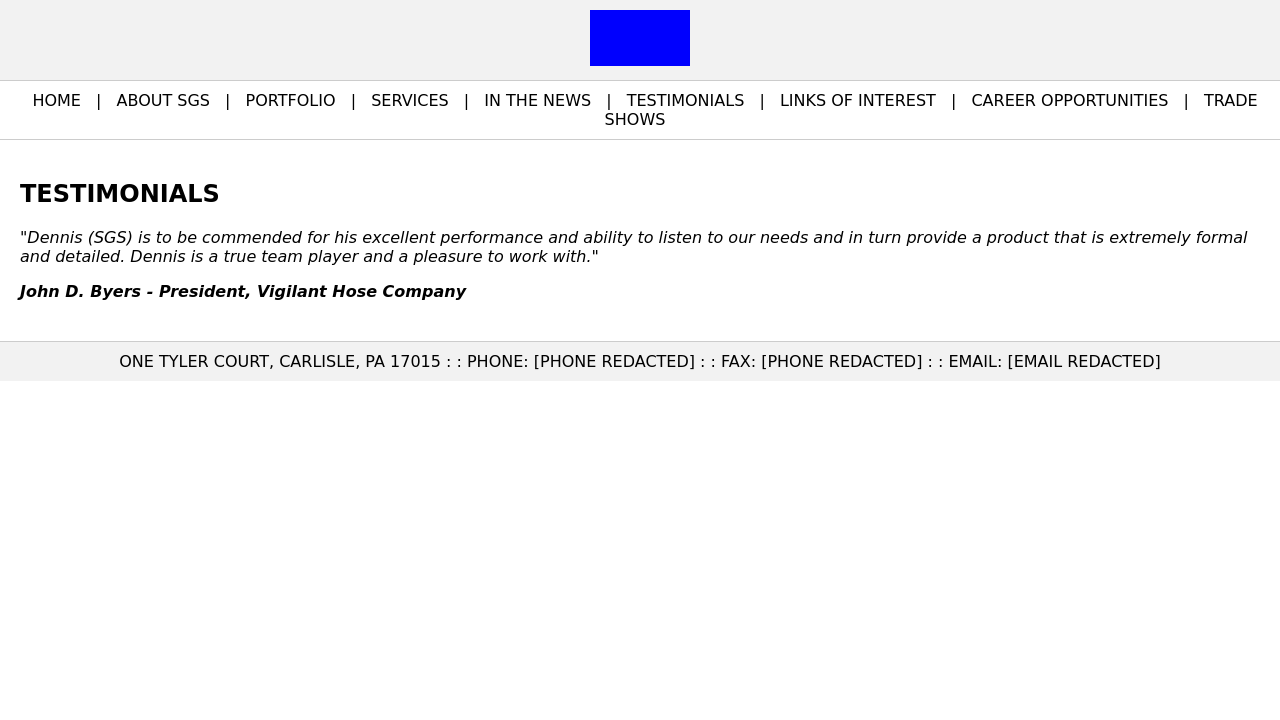 HOME | ABOUT SGS | PORTFOLIO | SERVICES | IN THE NEWS | TESTIMONIALS | LINKS OF INTEREST | CAREER OPPORTUNITIES | TRADE
SHOWS
TESTIMONIALS
"Dennis (SGS) is to be commended for his excellent performance and ability to listen to our needs and in turn provide a product that is extremely formal
and detailed. Dennis is a true team player and a pleasure to work with."
John D. Byers - President, Vigilant Hose Company
ONE TYLER COURT, CARLISLE, PA 17015 : : PHONE: [PHONE REDACTED] : : FAX: [PHONE REDACTED] : : EMAIL: [EMAIL REDACTED]